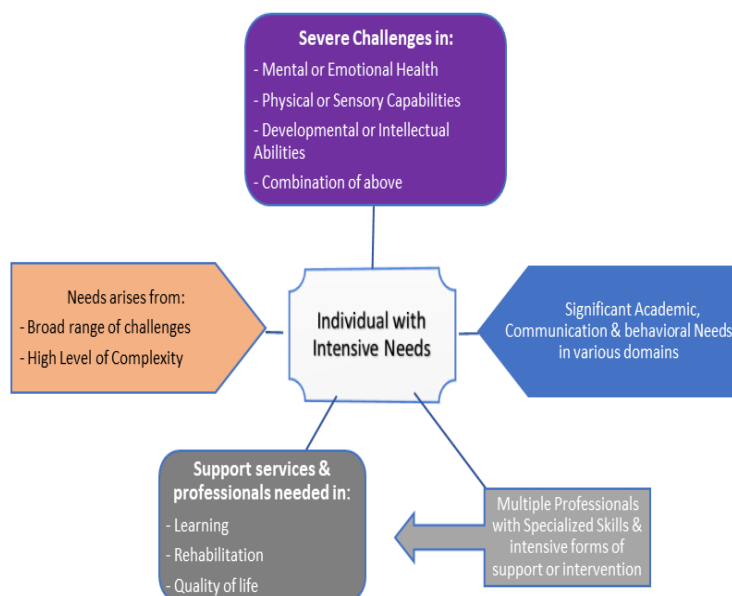 Severe Challenges in:
- Mental or Emotional Health
- Physical or Sensory Capabilities
- Developmental or Intellectual
Abilities
- Combination of above
Needs arises from:
- Broad range of challenges
- High Level of Complexity
Individual with
Intensive Needs
Significant Academic,
Communication & behavioral Needs
in various domains
Support services &
professionals needed in:
- Learning
- Rehabilitation
- Quality of life
Multiple Professionals
with Specialized Skills &
intensive forms of
support or intervention